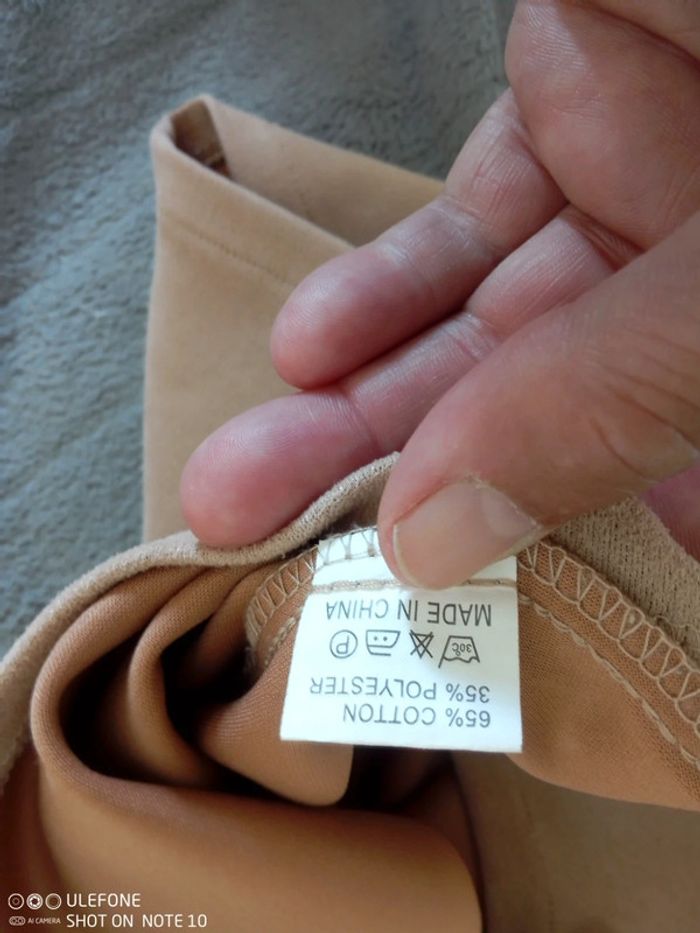 65% COTTON
35% POLYESTER
30°C P
MADE IN CHINA
ULEFONE
AI CAMERA SHOT ON NOTE 10